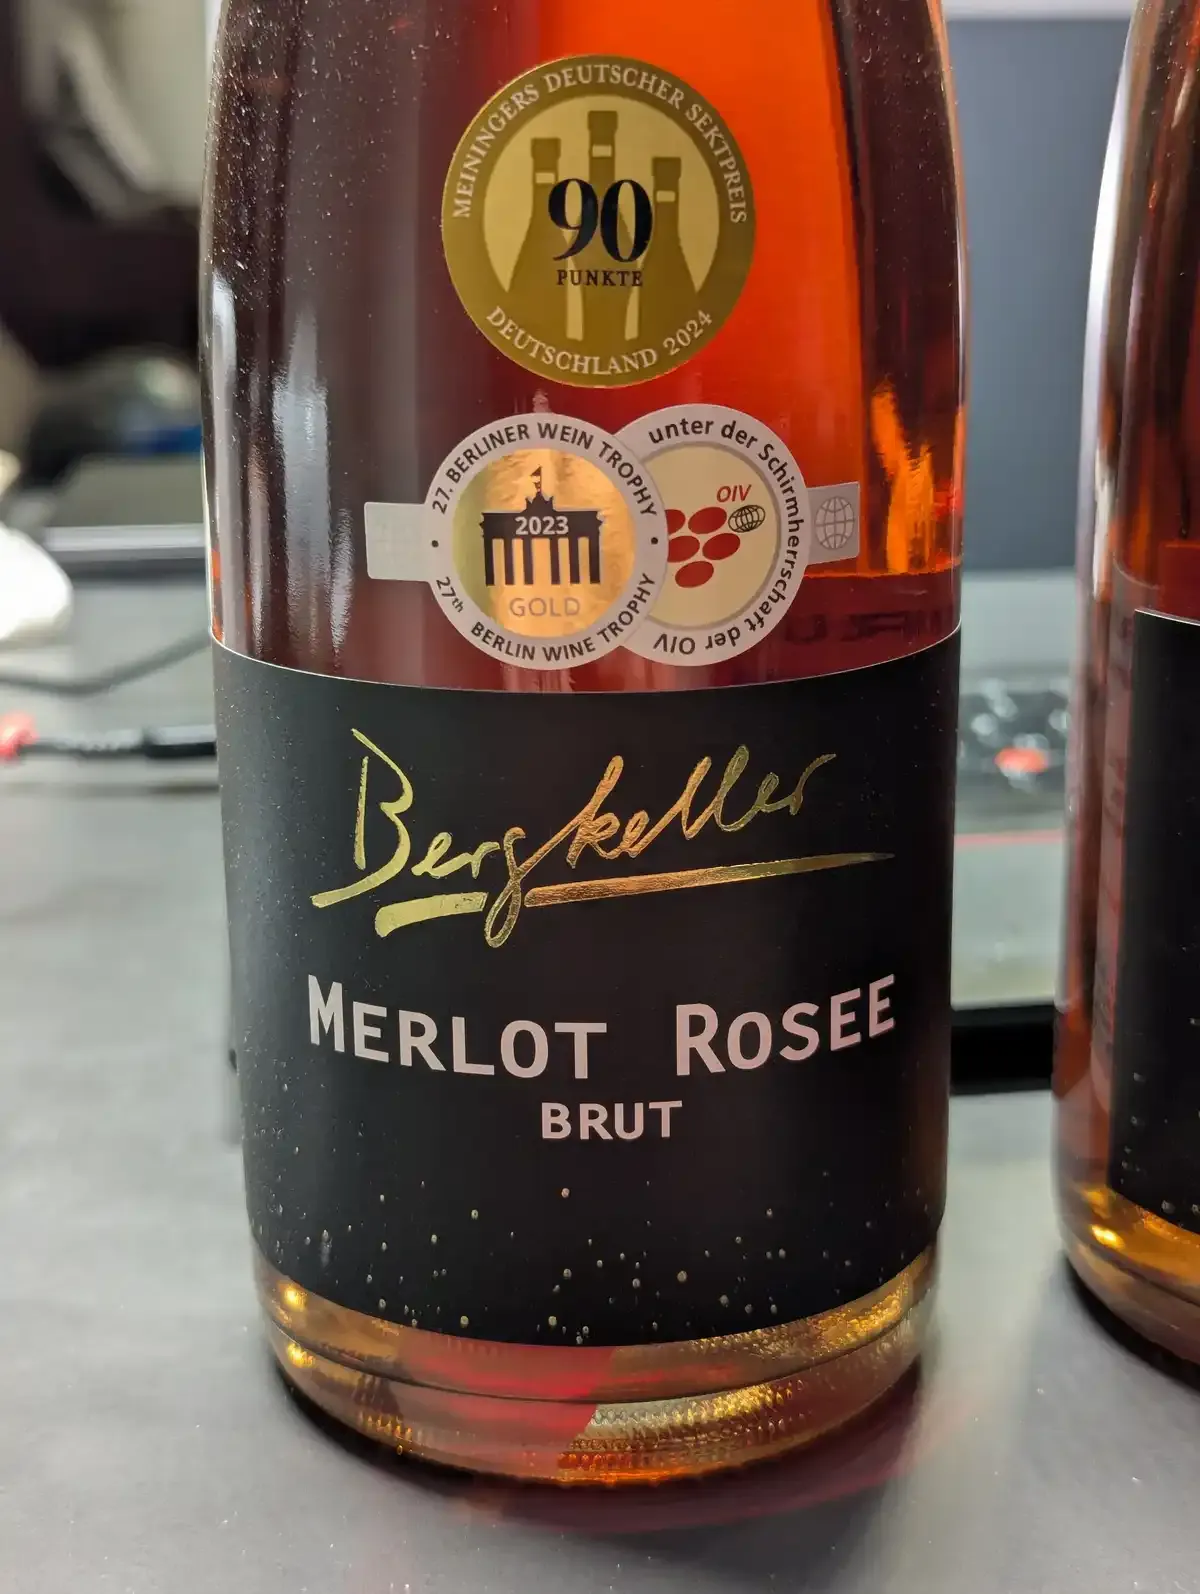 MEININGERS DEUTSCHER SEKTPREIS
90
PUNKTE
DEUTSCHLAND 2024
27. BERLINER WEIN TROPHY
2023
GOLD
27th BERLIN WINE TROPHY
unter der Schirmherrschaft der OIV
OIV
Bergkeller
MERLOT ROSEE
BRUT